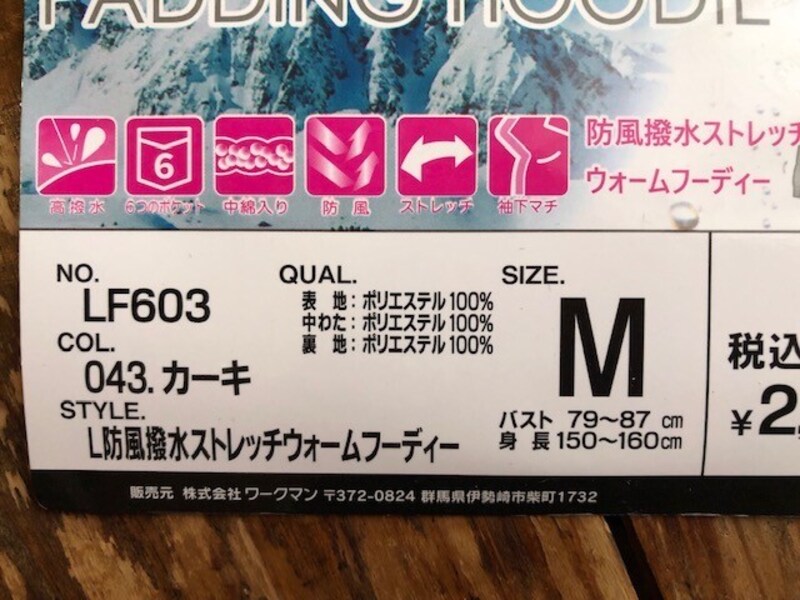 PADDING HOODIE
防風撥水ストレッチ
ウォームフーディー
6
高撥水 6つのポケット 中綿入り 防風 ストレッチ 袖下マチ
NO.
LF603
COL.
043. カーキ
STYLE.
L防風撥水ストレッチウォームフーディー
QUAL.
表 地：ポリエステル100%
中わた：ポリエステル100%
裏 地：ポリエステル100%
SIZE.
M
バスト 79～87 cm
身 長 150～160cm
税込
¥2,
販売元 株式会社 ワークマン 〒372-0824 群馬県伊勢崎市柴町1732